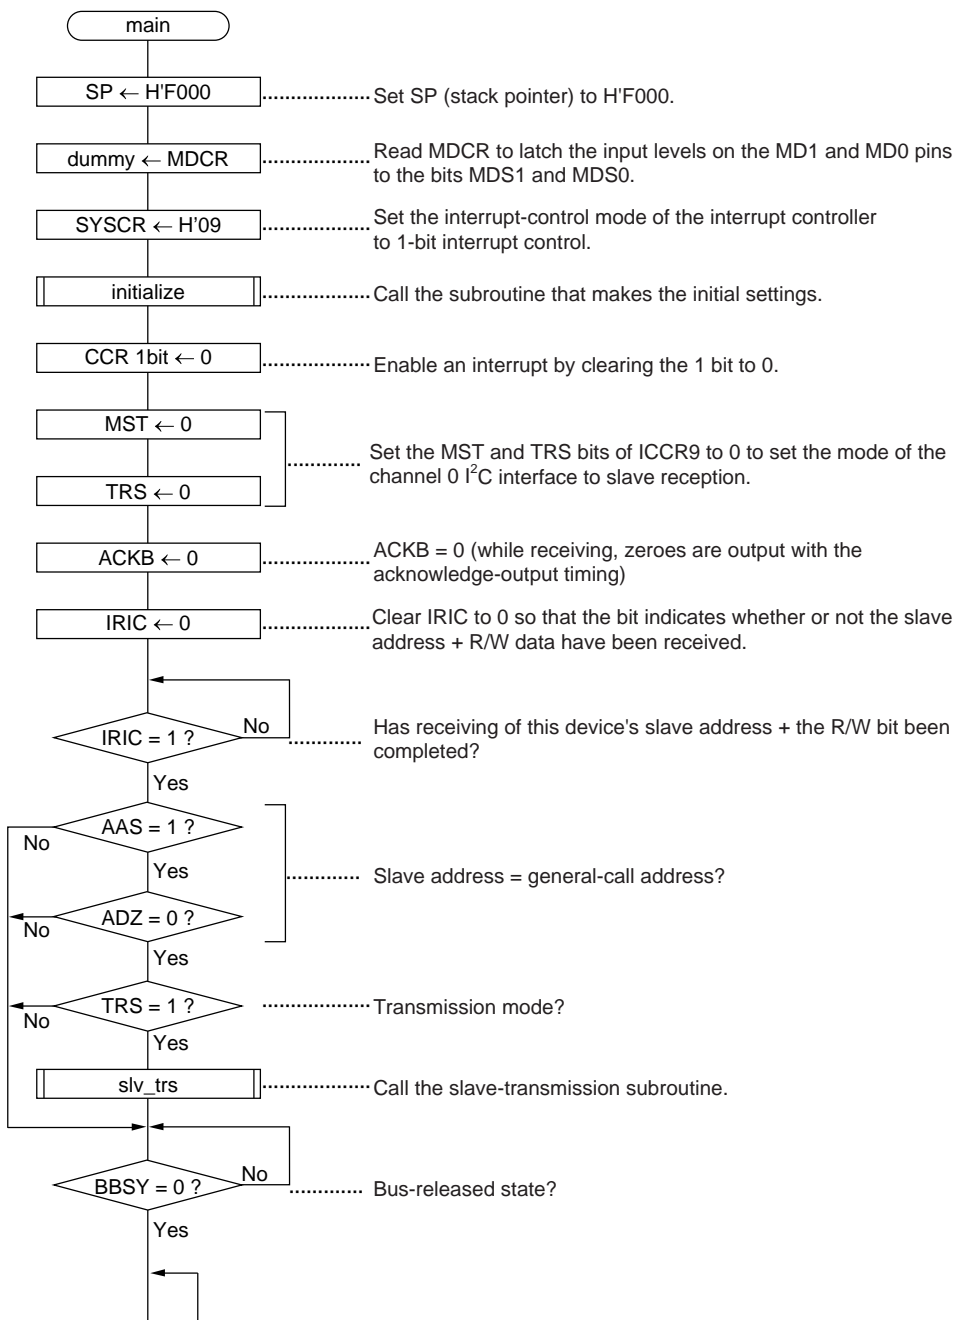 main
SP ← H'F000
Set SP (stack pointer) to H'F000.
dummy ← MDCR
Read MDCR to latch the input levels on the MD1 and MD0 pins
to the bits MDS1 and MDS0.
SYSCR ← H'09
Set the interrupt-control mode of the interrupt controller
to 1-bit interrupt control.
initialize
Call the subroutine that makes the initial settings.
CCR 1bit ← 0
Enable an interrupt by clearing the 1 bit to 0.
MST ← 0
TRS ← 0
Set the MST and TRS bits of ICCR9 to 0 to set the mode of the
channel 0 I²C interface to slave reception.
ACKB ← 0
ACKB = 0 (while receiving, zeroes are output with the
acknowledge-output timing)
IRIC ← 0
Clear IRIC to 0 so that the bit indicates whether or not the slave
address + R/W data have been received.
IRIC = 1 ?
No
Has receiving of this device's slave address + the R/W bit been
completed?
Yes
AAS = 1 ?
No
Yes
Slave address = general-call address?
ADZ = 0 ?
No
Yes
TRS = 1 ?
No
Transmission mode?
Yes
slv_trs
Call the slave-transmission subroutine.
BBSY = 0 ?
No
Bus-released state?
Yes